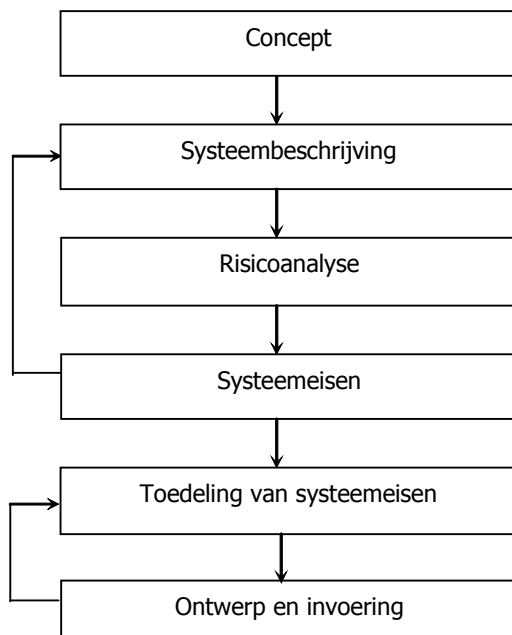 Concept
Systeembeschrijving
Risicoanalyse
Systeemeisen
Toedeling van systeemeisen
Ontwerp en invoering